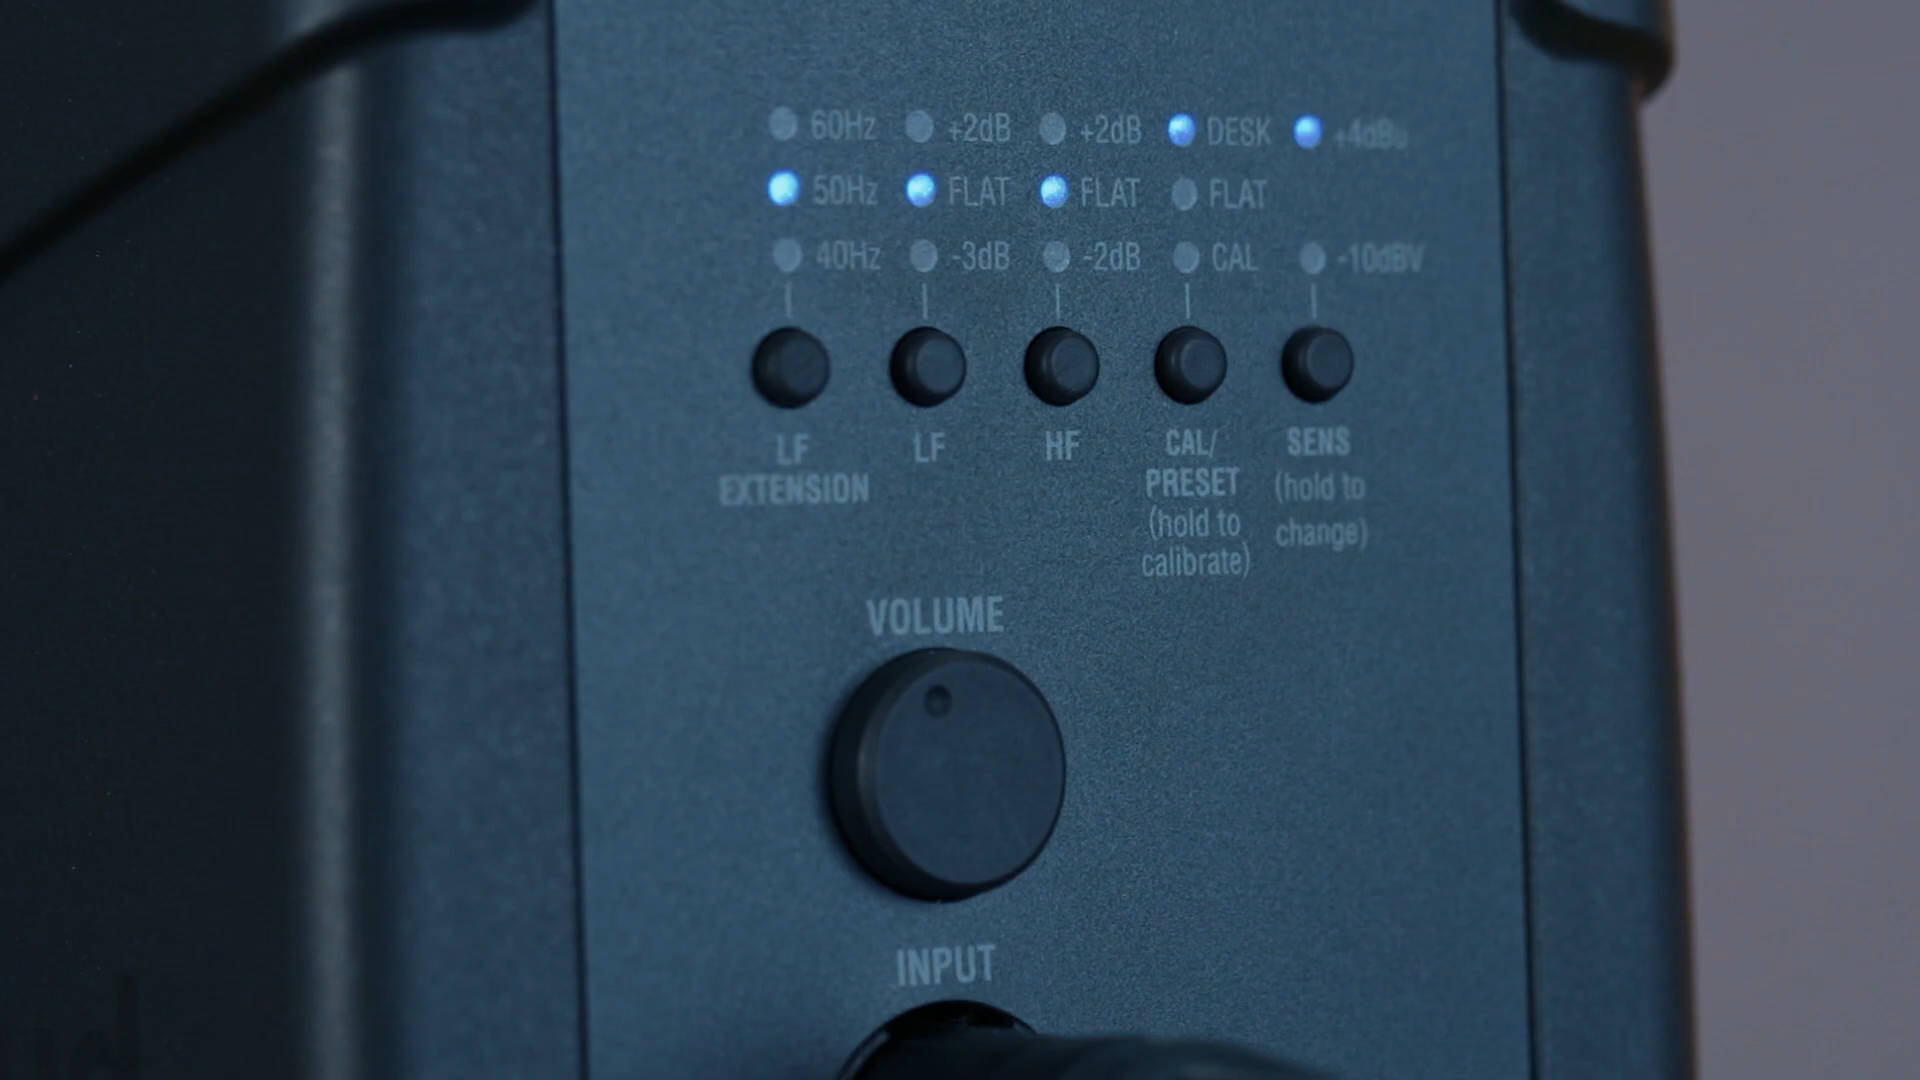 60Hz +2dB +2dB DESK +4dBu
50Hz FLAT FLAT FLAT
40Hz -3dB -2dB CAL -10dBV
LF EXTENSION
LF
HF
CAL/
PRESET
(hold to
calibrate)
SENS
(hold to
change)
VOLUME
INPUT